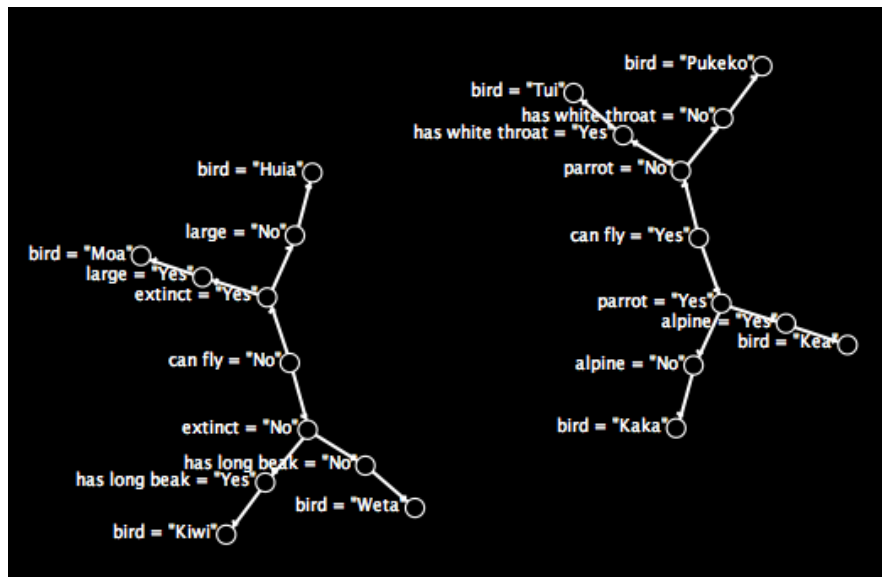 bird = "Pukeko"
bird = "Tui"
has white throat = "No"
has white throat = "Yes
parrot = "No"
bird = "Huia"
large = "No"
can fly = "Yes"
bird = "Moa"
large = "Yes"
extinct = "Yes"
parrot = "Yes"
alpine = "Yes"
bird = "Kea"
can fly = "No"
alpine = "No"
extinct = "No"
bird = "Kaka"
has long beak = "No"
has long beak = "Yes"
bird = "Weta"
bird = "Kiwi"